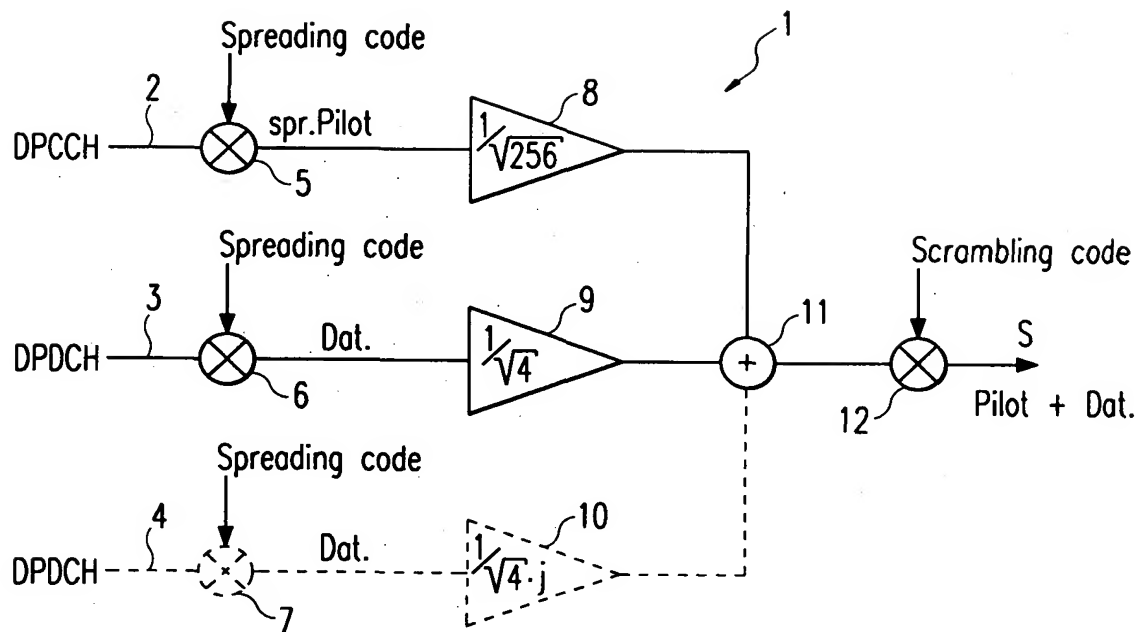 Spreading code
1
2
8
DPCCH
spr.Pilot
1/√256
5
Spreading code
Scrambling code
3
9
11
DPDCH
Dat.
1/√4
+
S
6
12
Pilot + Dat.
Spreading code
4
10
DPDCH
Dat.
1/√4·j
7